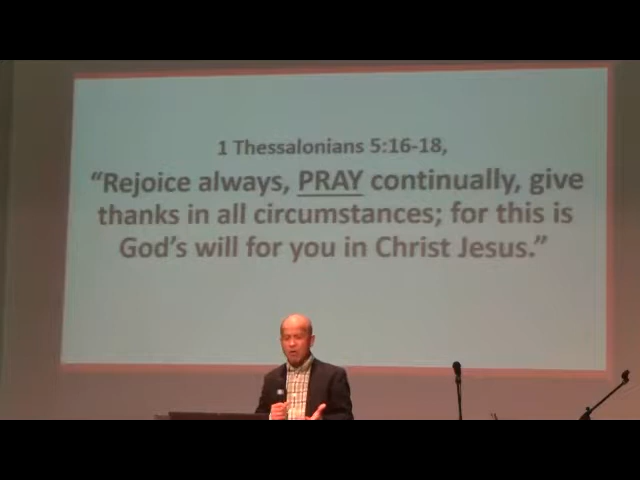 1 Thessalonians 5:16-18,
“Rejoice always, PRAY continually, give
thanks in all circumstances; for this is
God’s will for you in Christ Jesus.”